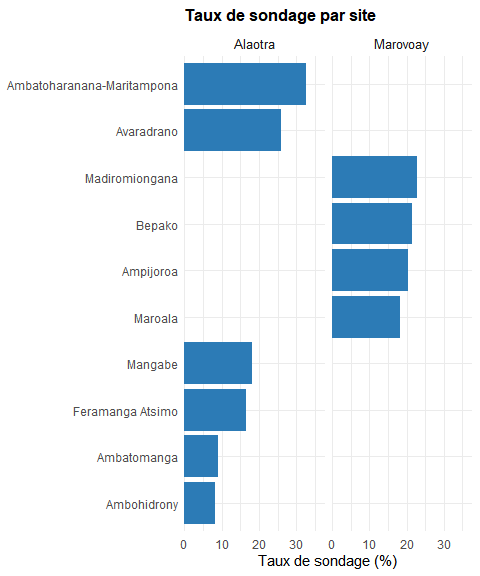 Taux de sondage par site
Alaotra Marovoay
Ambatoharanana-Maritampona
Avaradrano
Madiromiongana
Bepako
Ampijoroa
Maroala
Mangabe
Feramanga Atsimo
Ambatomanga
Ambohidrony
0 10 20 30 0 10 20 30
Taux de sondage (%)